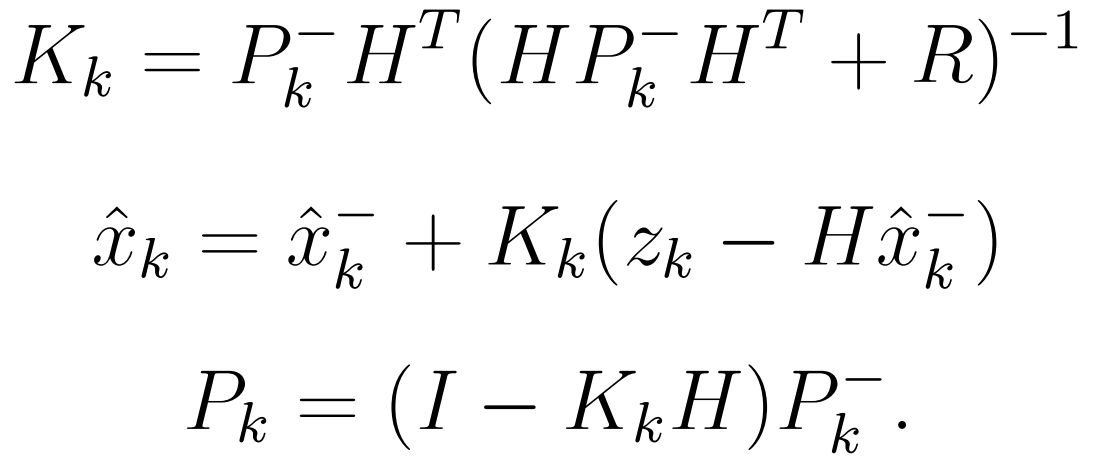 K_k = P_k^- H^T (H P_k^- H^T + R)^{-1}
\hat{x}_k = \hat{x}_k^- + K_k (z_k - H \hat{x}_k^-)
P_k = (I - K_k H) P_k^-.